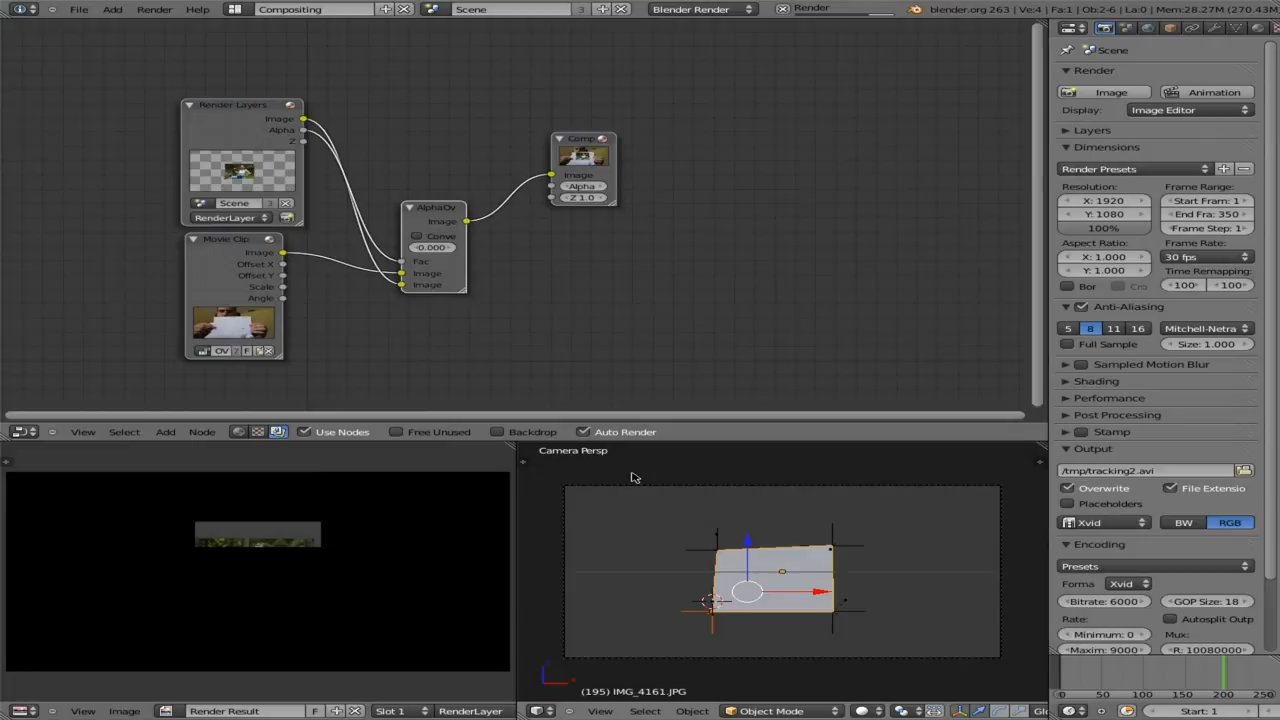 File Add Render Help Compositing Scene 3 Blender Render Render blender.org 263 | Ve:4 | Fa:1 | Ob:2-6 | La:0 | Mem:28.27M (270.43M
Scene
Render
Image Animation
Display: Image Editor
Layers
Dimensions
Render Presets
Resolution: Frame Range:
X: 1920 Start Fram: 1
Y: 1080 End Fra: 350
100% Frame Step: 1
Aspect Ratio: Frame Rate:
X: 1.000 30 fps
Y: 1.000 Time Remapping:
Bor Cro 100 100
Anti-Aliasing
5 8 11 16 Mitchell-Netra
Full Sample Size: 1.000
Sampled Motion Blur
Shading
Performance
Post Processing
Stamp
Output
/tmp/tracking2.avi
Overwrite File Extensio
Placeholders
Xvid BW RGB
Encoding
Presets
Forma Xvid
Bitrate: 6000 GOP Size: 18
Rate: Autosplit Outp
Minimum: 0 Mux:
Maxim: 9000 R: 10080000
0 50 100 150 200 250
Start: 1
Render Layers
Image
Alpha
Z
Scene 3
RenderLayer
Movie Clip
Image
Offset X
Offset Y
Scale
Angle
OV 7 F
AlphaOv
Image
Conve
0.000
Fac
Image
Image
Comp
Image
Alpha
Z 1.0
View Select Add Node Use Nodes Free Unused Backdrop Auto Render
Camera Persp
(195) IMG_4161.JPG
View Image Render Result F Slot 1 RenderLayer
View Select Object Object Mode Glo